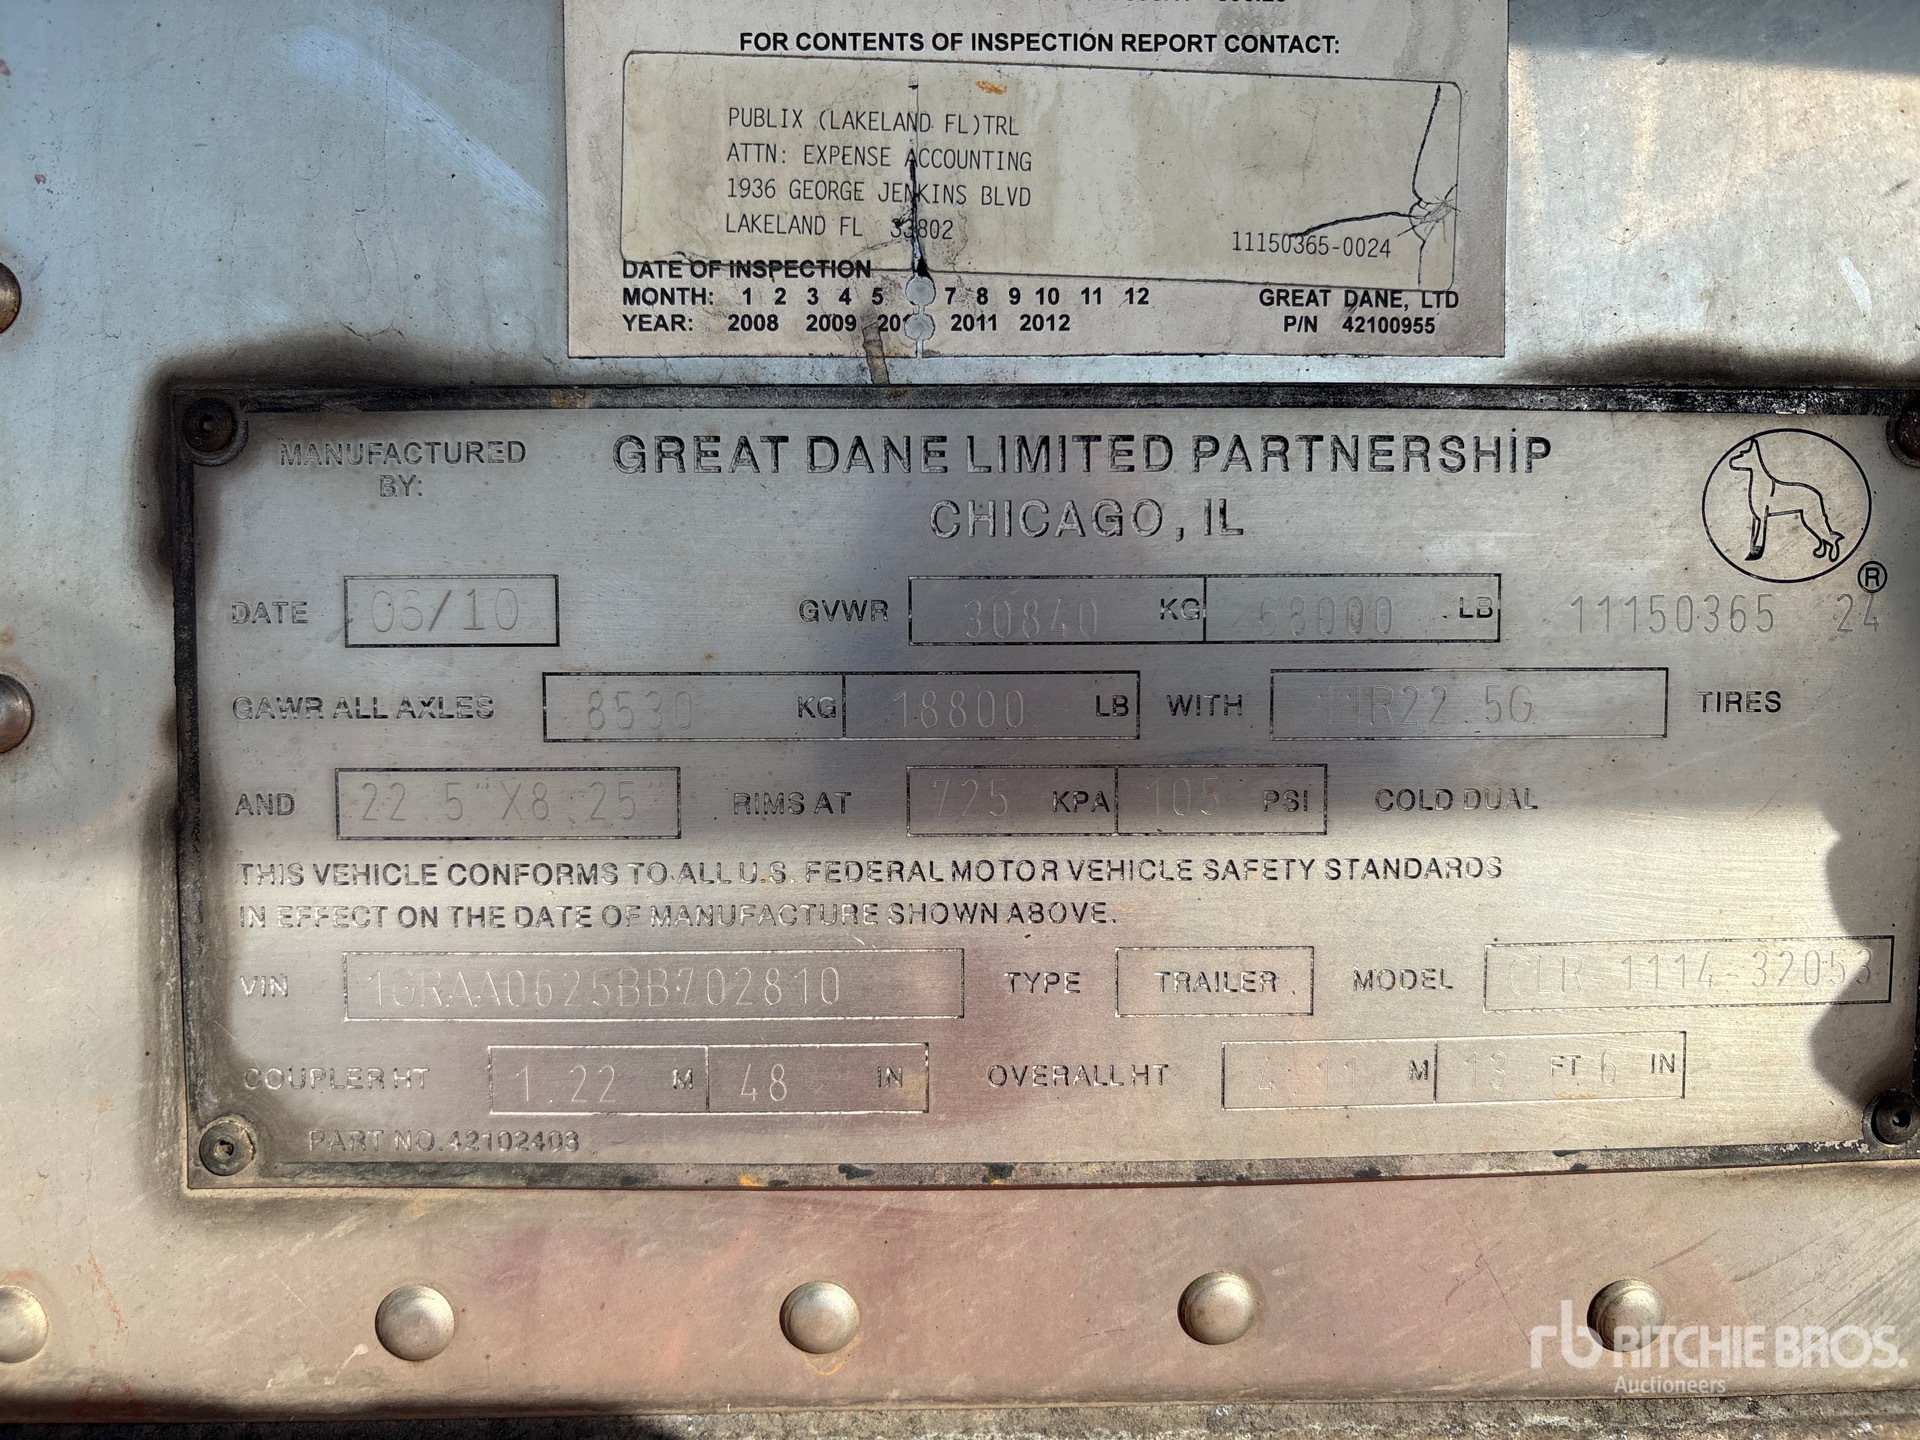 FOR CONTENTS OF INSPECTION REPORT CONTACT:
PUBLIX (LAKELAND FL)TRL
ATTN: EXPENSE ACCOUNTING
1936 GEORGE JENKINS BLVD
LAKELAND FL 33802
11150365-0024
DATE OF INSPECTION
MONTH: 1 2 3 4 5 7 8 9 10 11 12 GREAT DANE, LTD
YEAR: 2008 2009 2011 2012 P/N 42100955
MANUFACTURED BY: GREAT DANE LIMITED PARTNERSHIP
CHICAGO, IL
®
DATE 06/10 GVWR 30840 KG 68000 LB 11150365 24
GAWR ALL AXLES 8530 KG 18800 LB WITH 11R22.5G TIRES
AND 22.5"X8.25" RIMS AT 725 KPA 105 PSI COLD DUAL
THIS VEHICLE CONFORMS TO ALL U.S. FEDERAL MOTOR VEHICLE SAFETY STANDARDS
IN EFFECT ON THE DATE OF MANUFACTURE SHOWN ABOVE.
VIN 1GRAA0625BB702810 TYPE TRAILER MODEL CLR 1114 32053
COUPLER HT 1.22 M 48 IN OVERALL HT 4.11 M 13 FT 6 IN
PART NO. 42102403
rb RITCHIE BROS.
Auctioneers